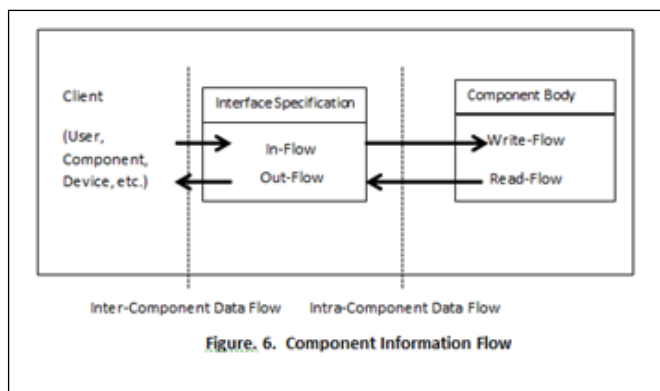 Client
(User,
Component,
Device, etc.)
Interface Specification
In-Flow
Out-Flow
Component Body
Write-Flow
Read-Flow
Inter-Component Data Flow
Intra-Component Data Flow
Figure. 6. Component Information Flow